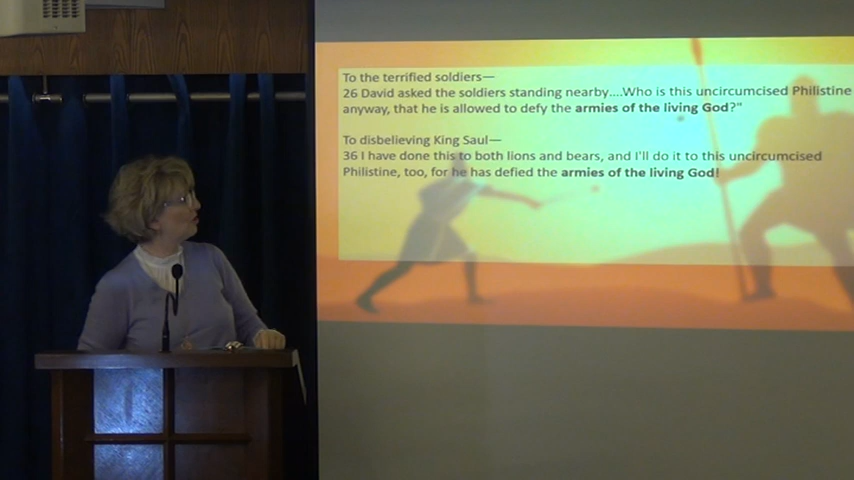 To the terrified soldiers—
26 David asked the soldiers standing nearby....Who is this uncircumcised Philistine
anyway, that he is allowed to defy the armies of the living God?"
To disbelieving King Saul—
36 I have done this to both lions and bears, and I'll do it to this uncircumcised
Philistine, too, for he has defied the armies of the living God!